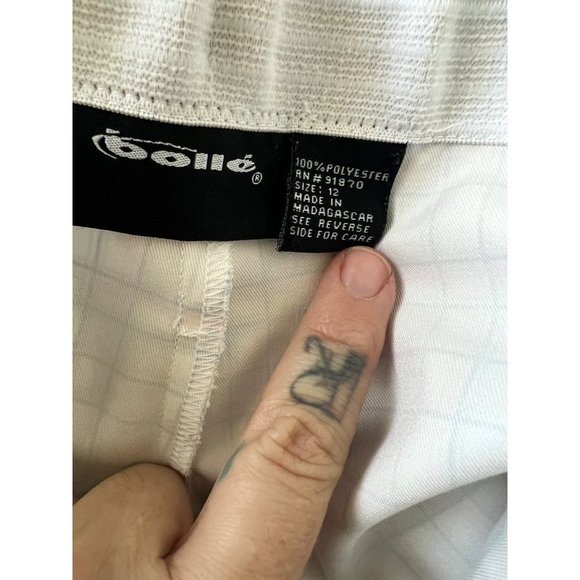 bollé ®
100% POLYESTER
RN # 91870
SIZE: 12
MADE IN
MADAGASCAR
SEE REVERSE
SIDE FOR CARE